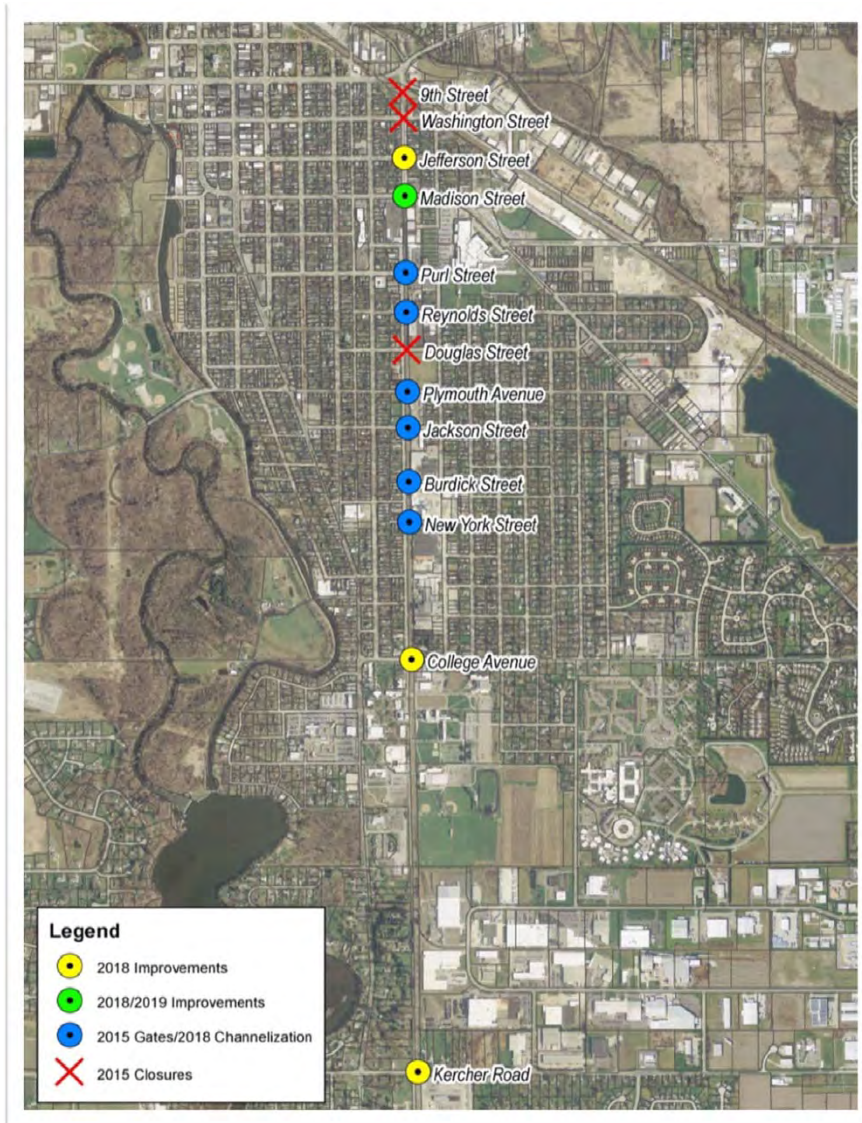 9th Street
Washington Street
Jefferson Street
Madison Street
Purl Street
Reynolds Street
Douglas Street
Plymouth Avenue
Jackson Street
Burdick Street
New York Street
College Avenue
Legend
2018 Improvements
2018/2019 Improvements
2015 Gates/2018 Channelization
2015 Closures
Kercher Road